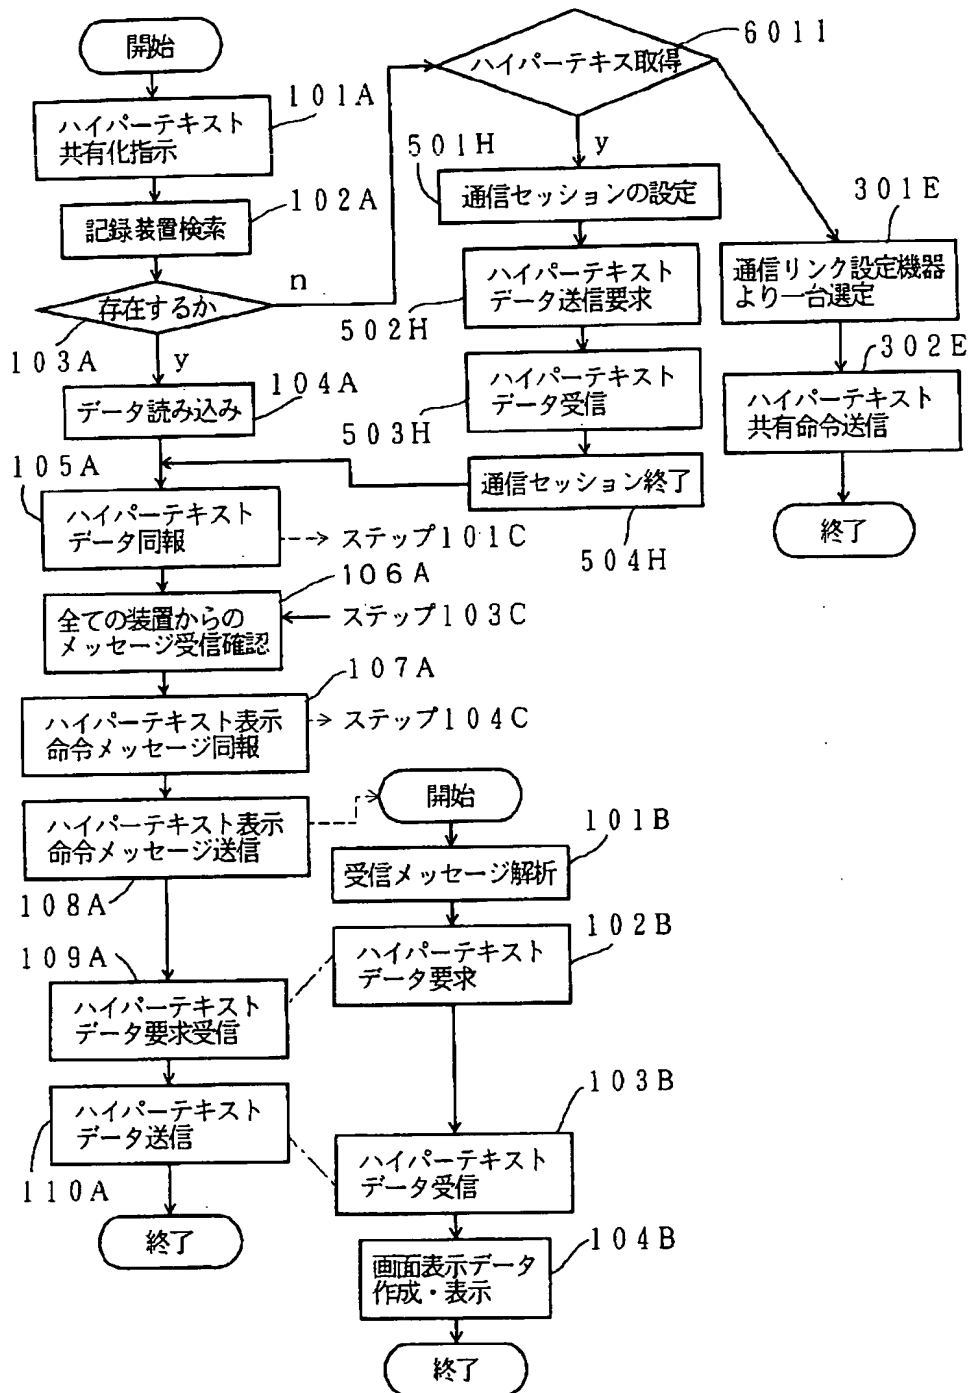 開始
101A
ハイパーテキスト
共有化指示
102A
記録装置検索
存在するか
n
103A
y
104A
データ読み込み
105A
ハイパーテキスト
データ同報
ステップ101C
106A
全ての装置からの
メッセージ受信確認
ステップ103C
107A
ハイパーテキスト表示
命令メッセージ同報
ステップ104C
ハイパーテキスト表示
命令メッセージ送信
108A
109A
ハイパーテキスト
データ要求受信
ハイパーテキスト
データ送信
110A
終了
6011
ハイパーテキス取得
y
501H
通信セッションの設定
ハイパーテキスト
データ送信要求
502H
ハイパーテキスト
データ受信
503H
通信セッション終了
504H
301E
通信リンク設定機器
より一台選定
302E
ハイパーテキスト
共有命令送信
終了
開始
101B
受信メッセージ解析
102B
ハイパーテキスト
データ要求
103B
ハイパーテキスト
データ受信
104B
画面表示データ
作成・表示
終了